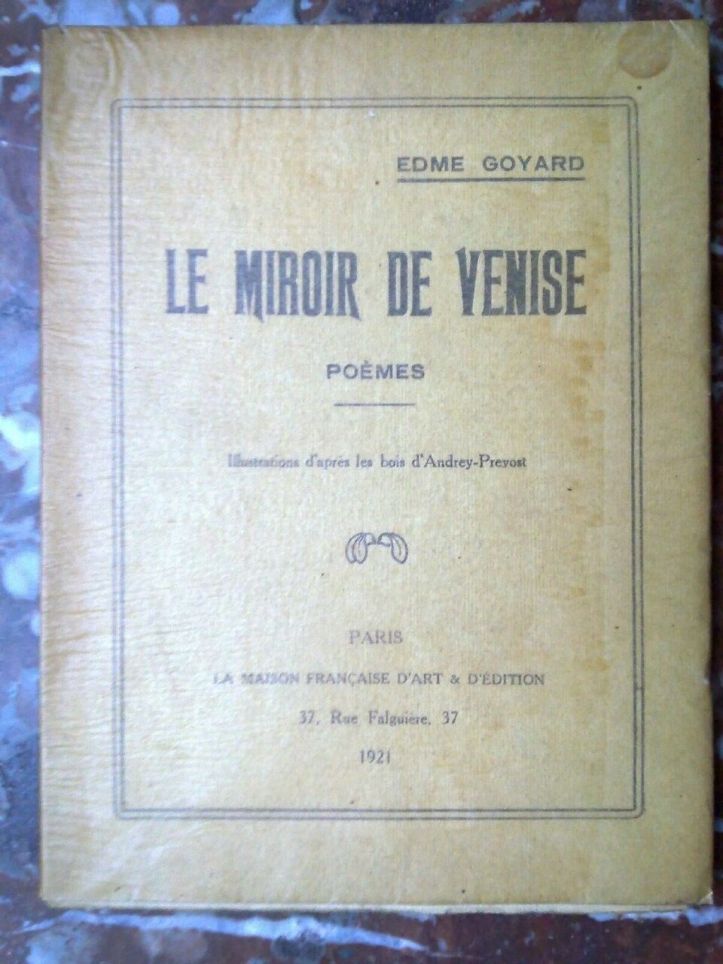 EDME GOYARD
LE MIROIR DE VENISE
POÈMES
Illustrations d'après les bois d'Andrey-Prevost
PARIS
LA MAISON FRANÇAISE D'ART & D'ÉDITION
37, Rue Falguière, 37
1921